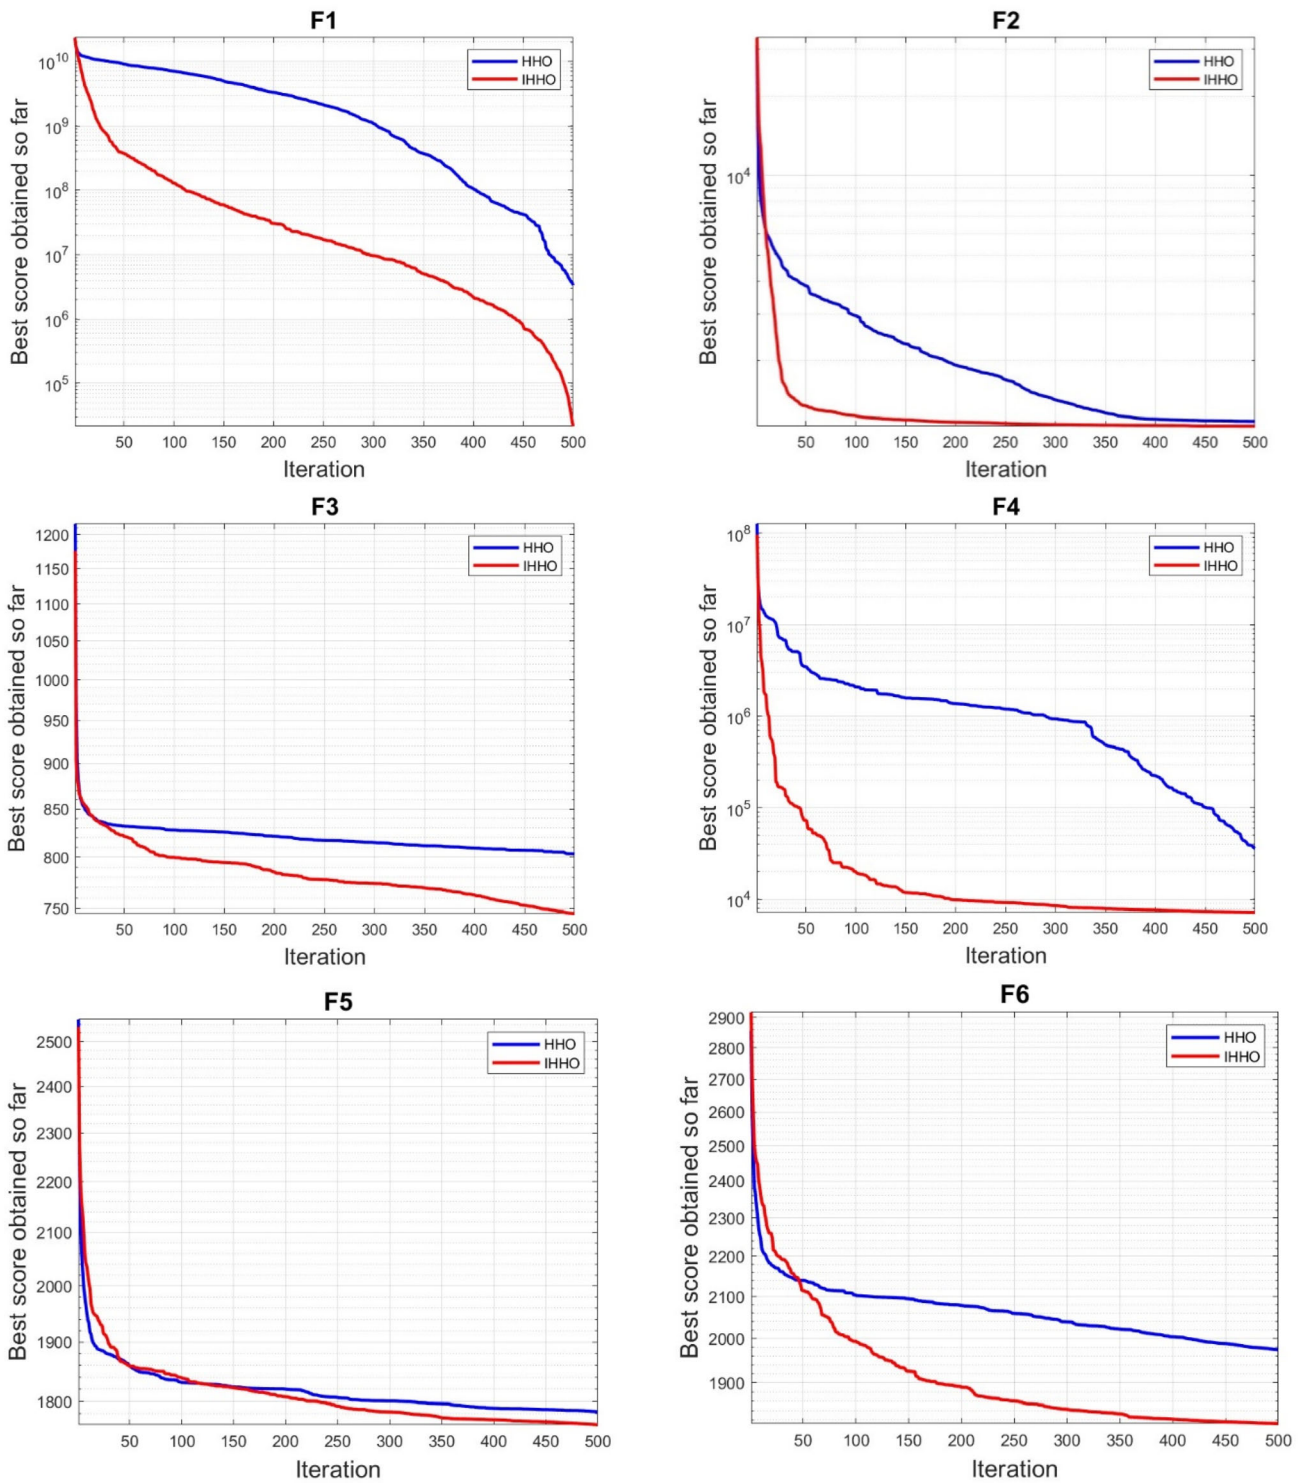 F1
Best score obtained so far
10^10
10^9
10^8
10^7
10^6
10^5
HHO
IHHO
50 100 150 200 250 300 350 400 450 500
Iteration
F2
Best score obtained so far
10^4
HHO
IHHO
50 100 150 200 250 300 350 400 450 500
Iteration
F3
Best score obtained so far
1200
1150
1100
1050
1000
950
900
850
800
750
HHO
IHHO
50 100 150 200 250 300 350 400 450 500
Iteration
F4
Best score obtained so far
10^8
10^7
10^6
10^5
10^4
HHO
IHHO
50 100 150 200 250 300 350 400 450 500
Iteration
F5
Best score obtained so far
2500
2400
2300
2200
2100
2000
1900
1800
HHO
IHHO
50 100 150 200 250 300 350 400 450 500
Iteration
F6
Best score obtained so far
2900
2800
2700
2600
2500
2400
2300
2200
2100
2000
1900
HHO
IHHO
50 100 150 200 250 300 350 400 450 500
Iteration